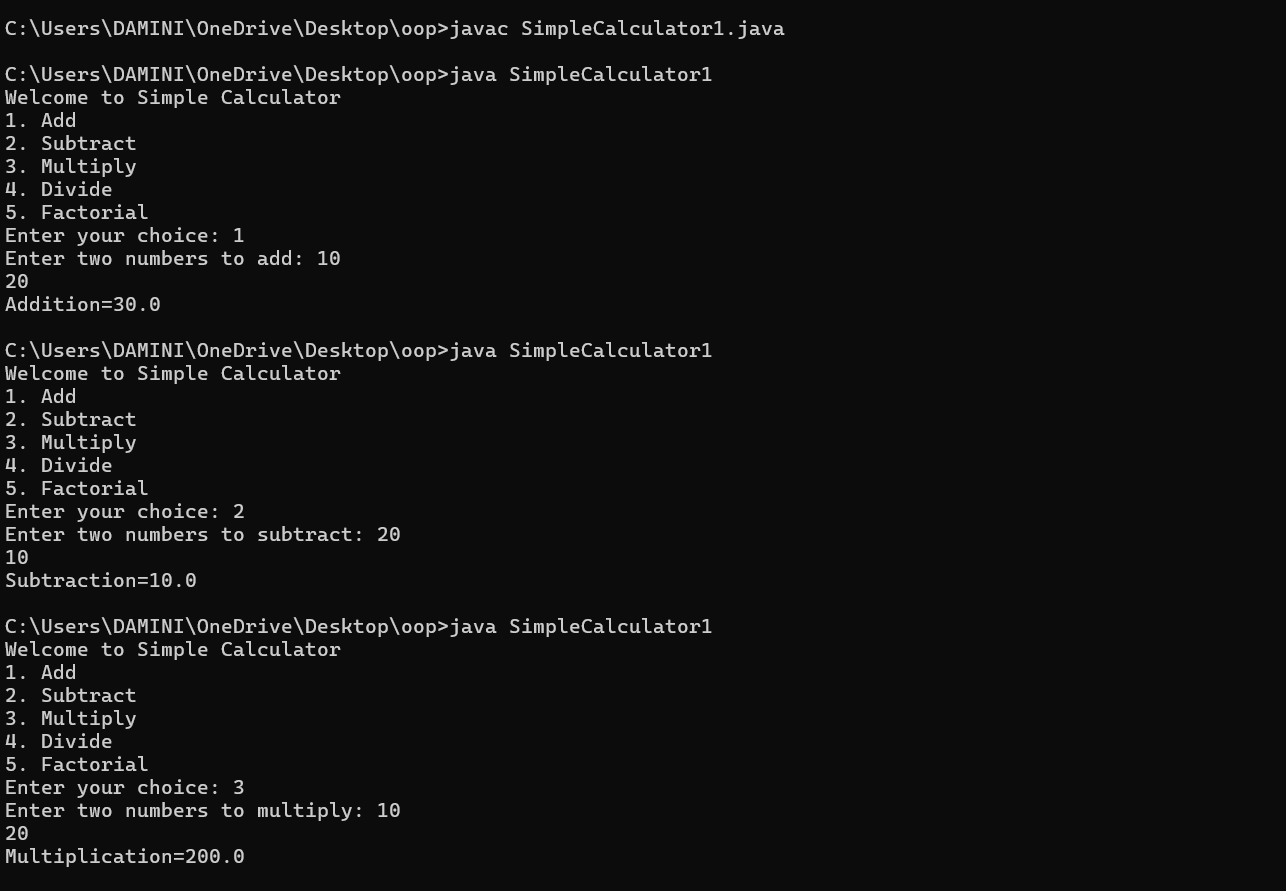 C:\Users\DAMINI\OneDrive\Desktop\oop>javac SimpleCalculator1.java
C:\Users\DAMINI\OneDrive\Desktop\oop>java SimpleCalculator1
Welcome to Simple Calculator
1. Add
2. Subtract
3. Multiply
4. Divide
5. Factorial
Enter your choice: 1
Enter two numbers to add: 10
20
Addition=30.0
C:\Users\DAMINI\OneDrive\Desktop\oop>java SimpleCalculator1
Welcome to Simple Calculator
1. Add
2. Subtract
3. Multiply
4. Divide
5. Factorial
Enter your choice: 2
Enter two numbers to subtract: 20
10
Subtraction=10.0
C:\Users\DAMINI\OneDrive\Desktop\oop>java SimpleCalculator1
Welcome to Simple Calculator
1. Add
2. Subtract
3. Multiply
4. Divide
5. Factorial
Enter your choice: 3
Enter two numbers to multiply: 10
20
Multiplication=200.0